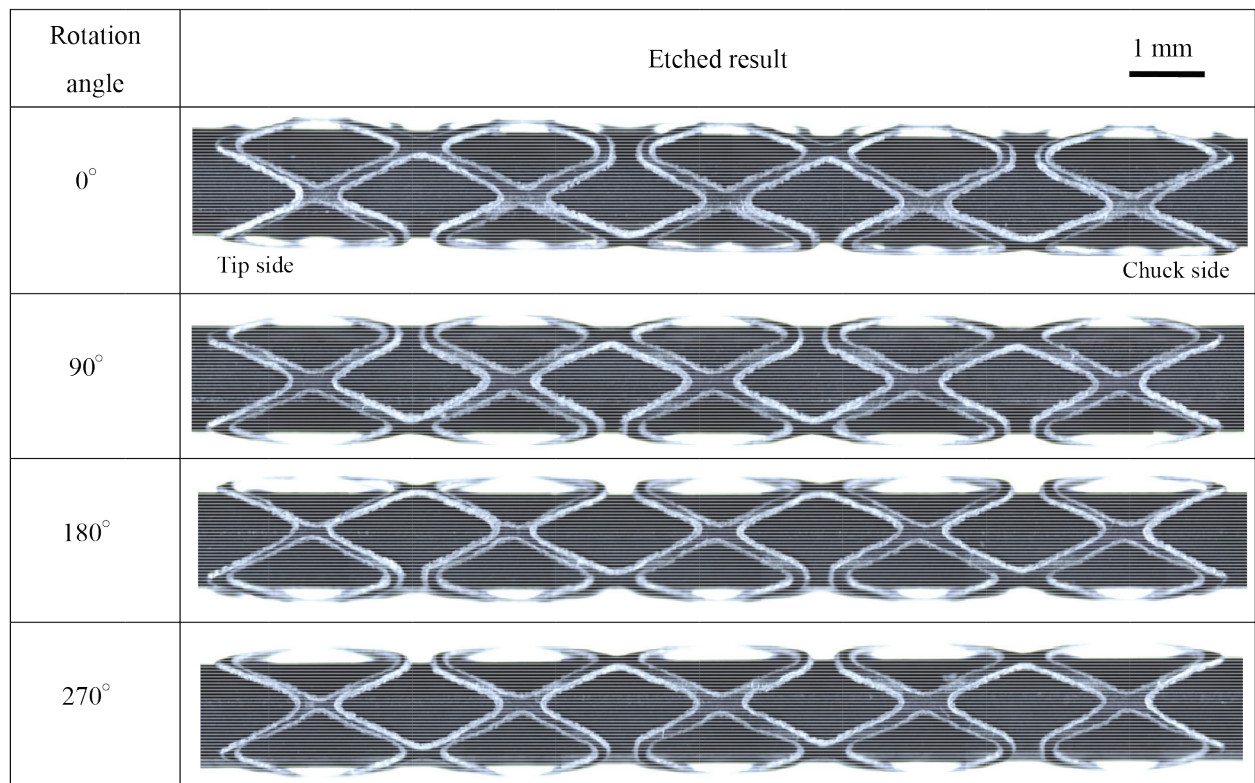 Rotation
angle
Etched result
1 mm
0°
Tip side
Chuck side
90°
180°
270°